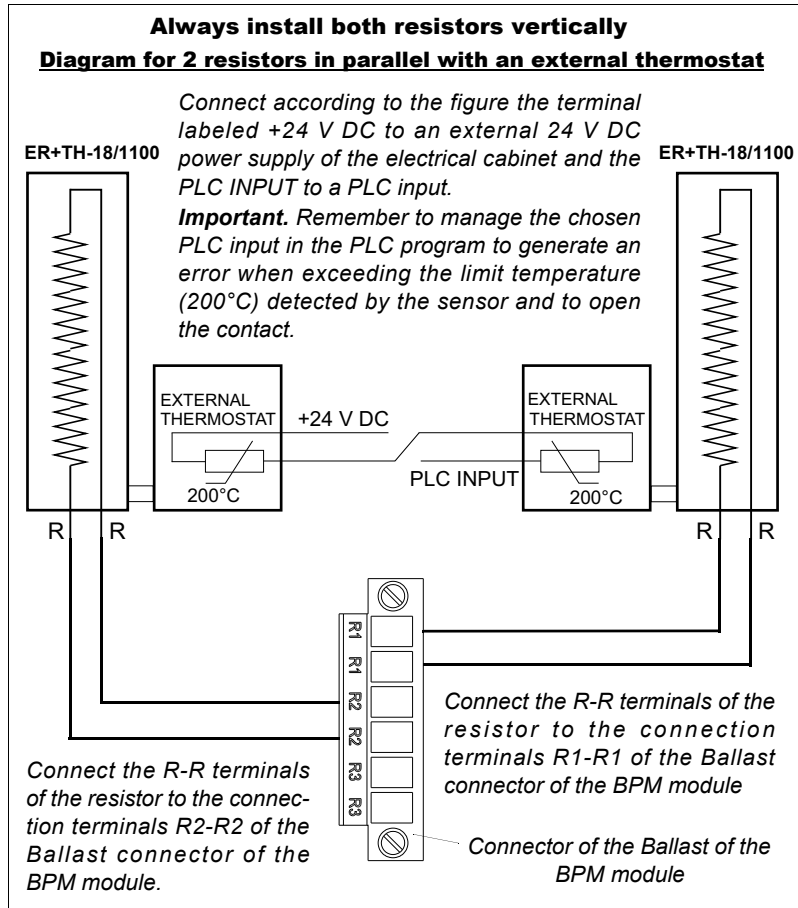 Always install both resistors vertically
Diagram for 2 resistors in parallel with an external thermostat
Connect according to the figure the terminal
labeled +24 V DC to an external 24 V DC
power supply of the electrical cabinet and the
PLC INPUT to a PLC input.
Important. Remember to manage the chosen
PLC input in the PLC program to generate an
error when exceeding the limit temperature
(200°C) detected by the sensor and to open
the contact.
ER+TH-18/1100
ER+TH-18/1100
EXTERNAL
THERMOSTAT
200°C
+24 V DC
PLC INPUT
EXTERNAL
THERMOSTAT
200°C
R
R
R
R
R1
R1
R2
R2
R3
R3
Connect the R-R terminals
of the resistor to the connec-
tion terminals R2-R2 of the
Ballast connector of the
BPM module.
Connect the R-R terminals of the
resistor to the connection
terminals R1-R1 of the Ballast
connector of the BPM module
Connector of the Ballast of the
BPM module